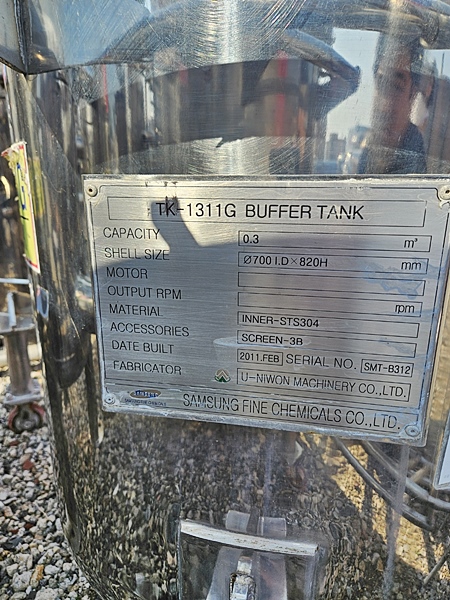 TK-1311G BUFFER TANK
CAPACITY 0.3 m³
SHELL SIZE Ø700 I.D×820H mm
MOTOR
OUTPUT RPM rpm
MATERIAL INNER-STS304
ACCESSORIES SCREEN-3B
DATE BUILT 2011.FEB SERIAL NO. SMT-B312
FABRICATOR U-NIWON MACHINERY CO.,LTD.
SAMSUNG FINE CHEMICALS CO.,LTD.